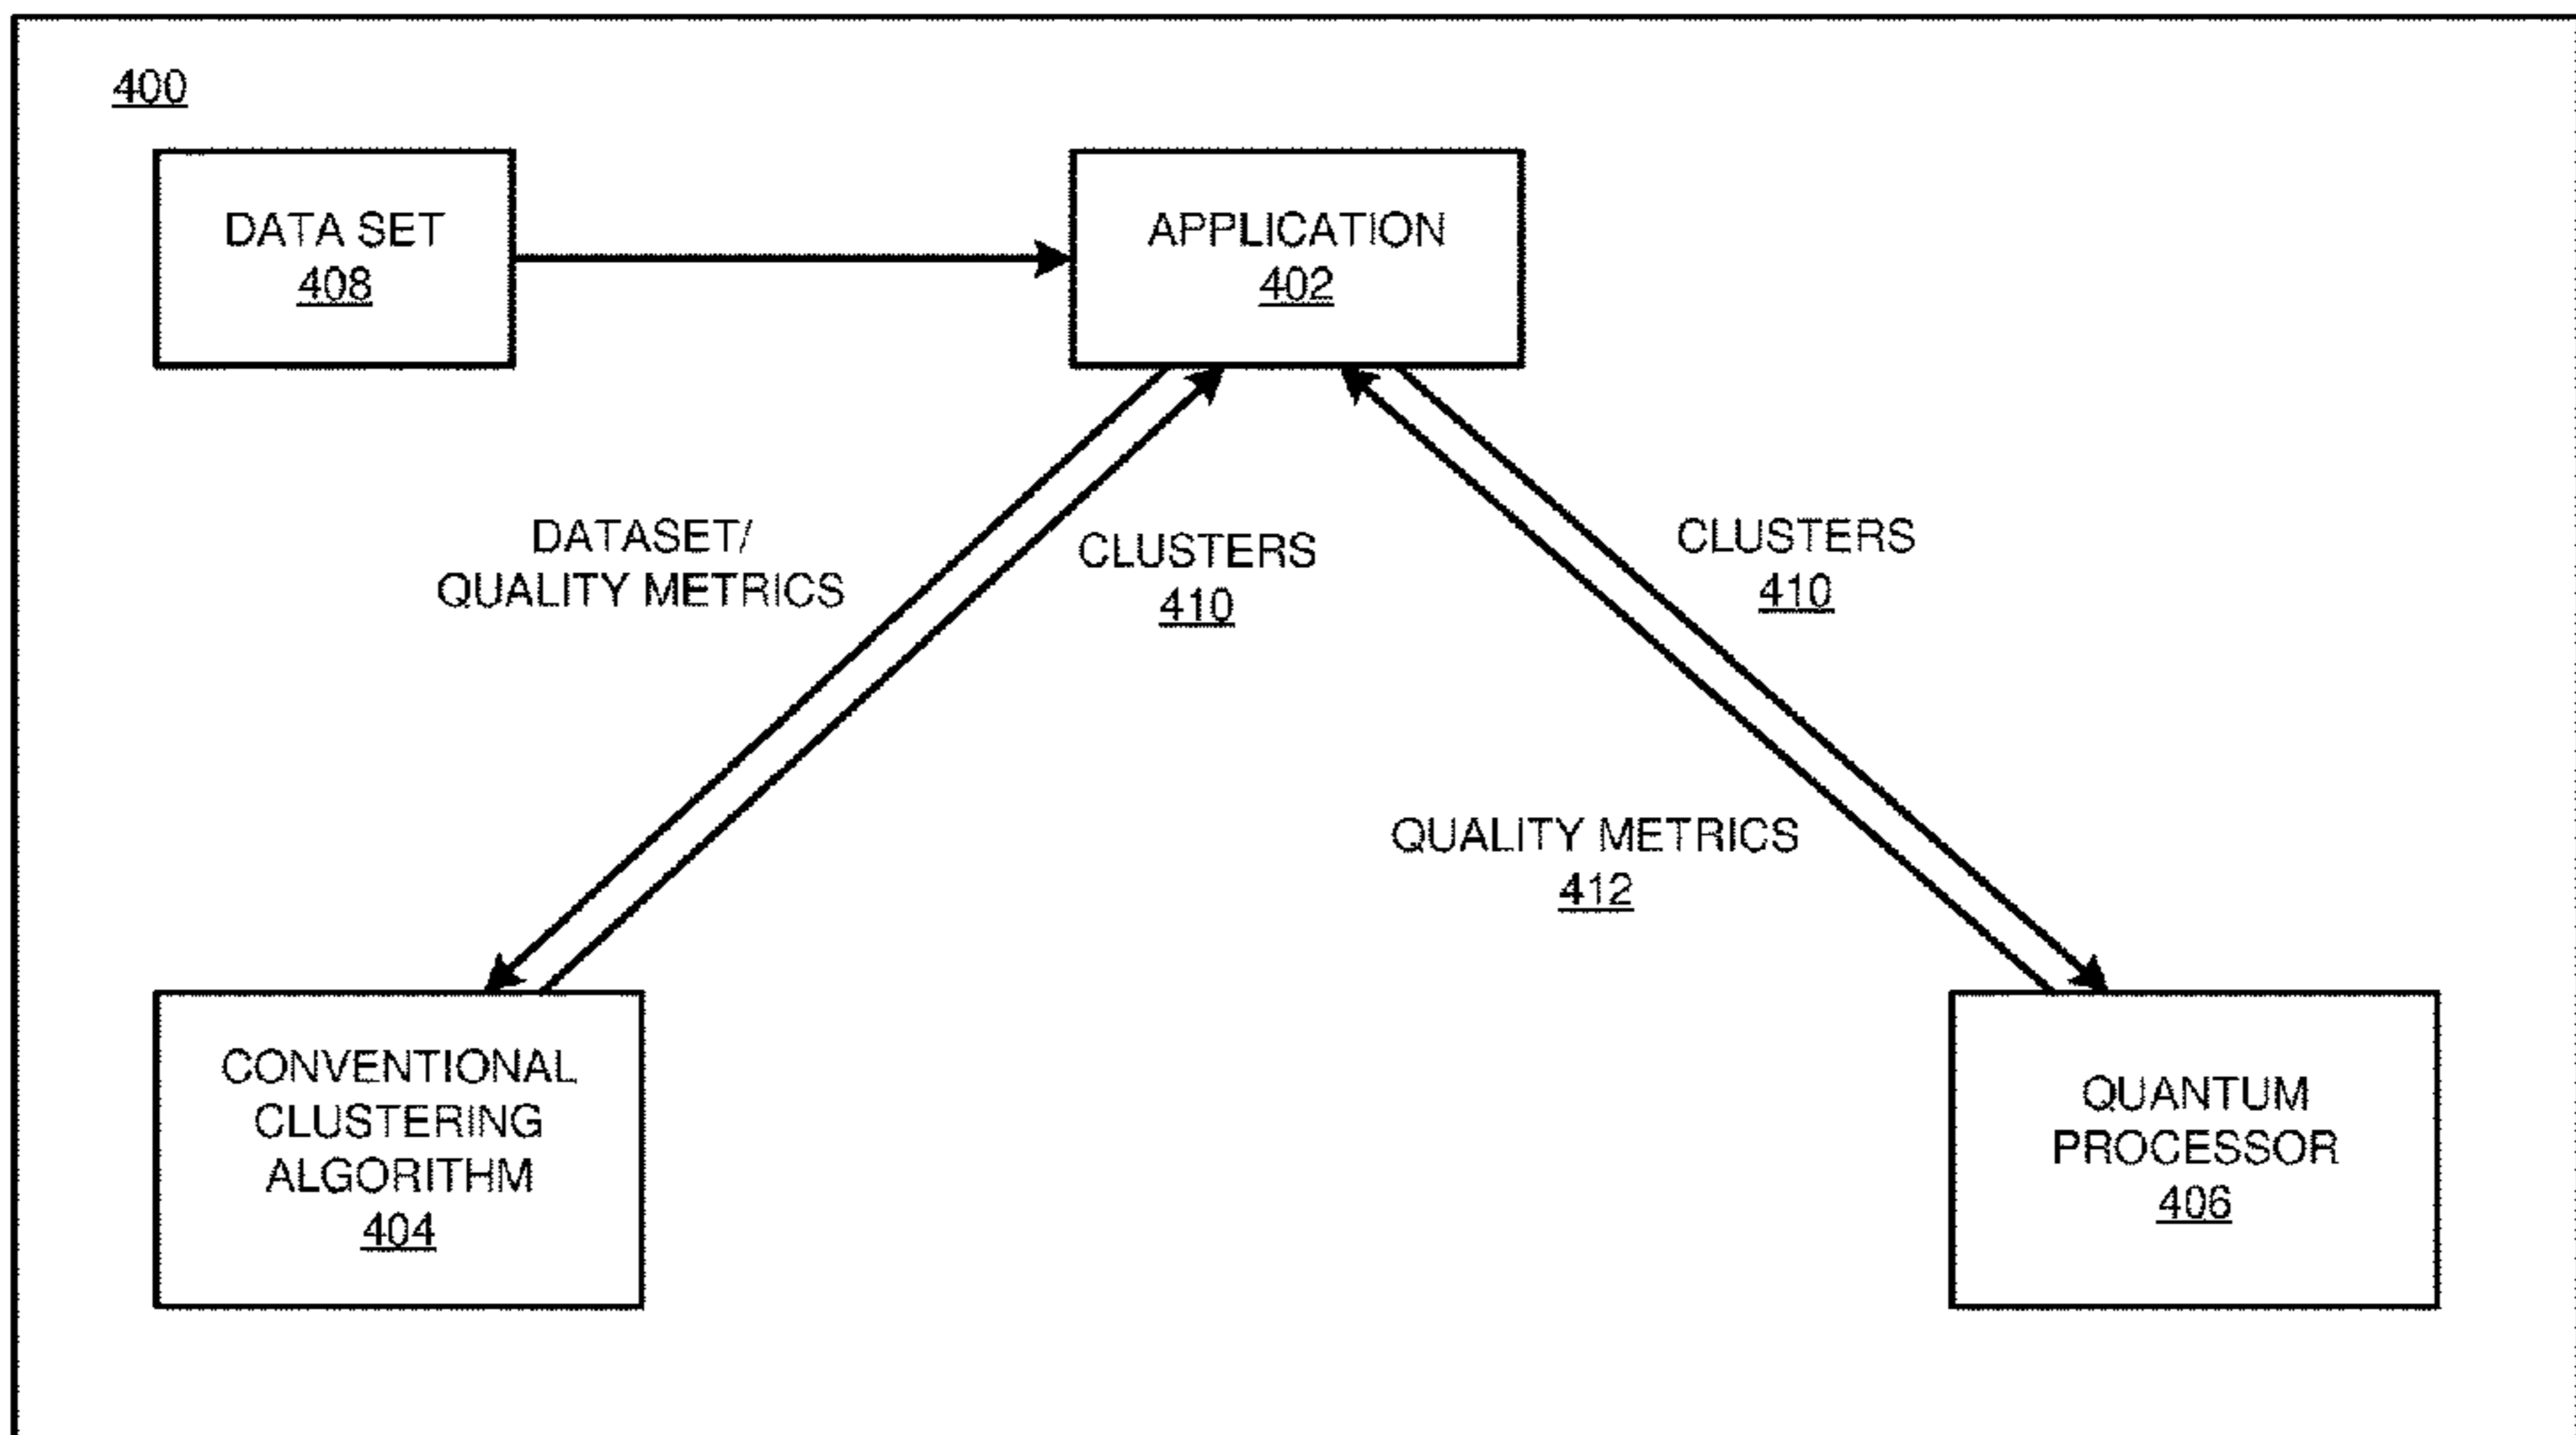 400
DATA SET
408
APPLICATION
402
DATASET/
QUALITY METRICS
CLUSTERS
410
CLUSTERS
410
QUALITY METRICS
412
CONVENTIONAL
CLUSTERING
ALGORITHM
404
QUANTUM
PROCESSOR
406